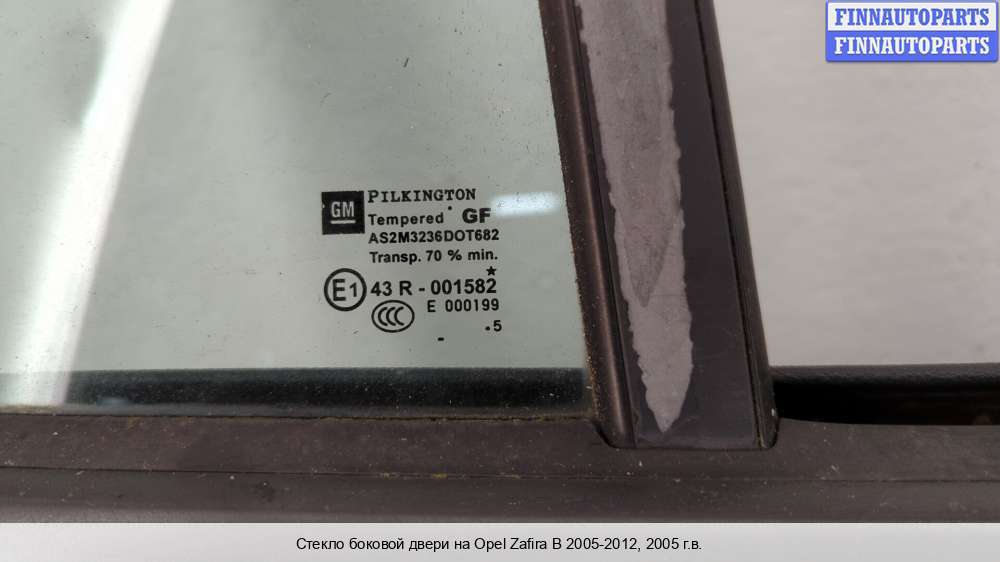 FINNAUTOPARTS
FINNAUTOPARTS
GM
PILKINGTON
Tempered GF
AS2M3236DOT682
Transp. 70 % min.
E1 43 R - 001582
CCC E 000199
.5
Стекло боковой двери на Opel Zafira B 2005-2012, 2005 г.в.